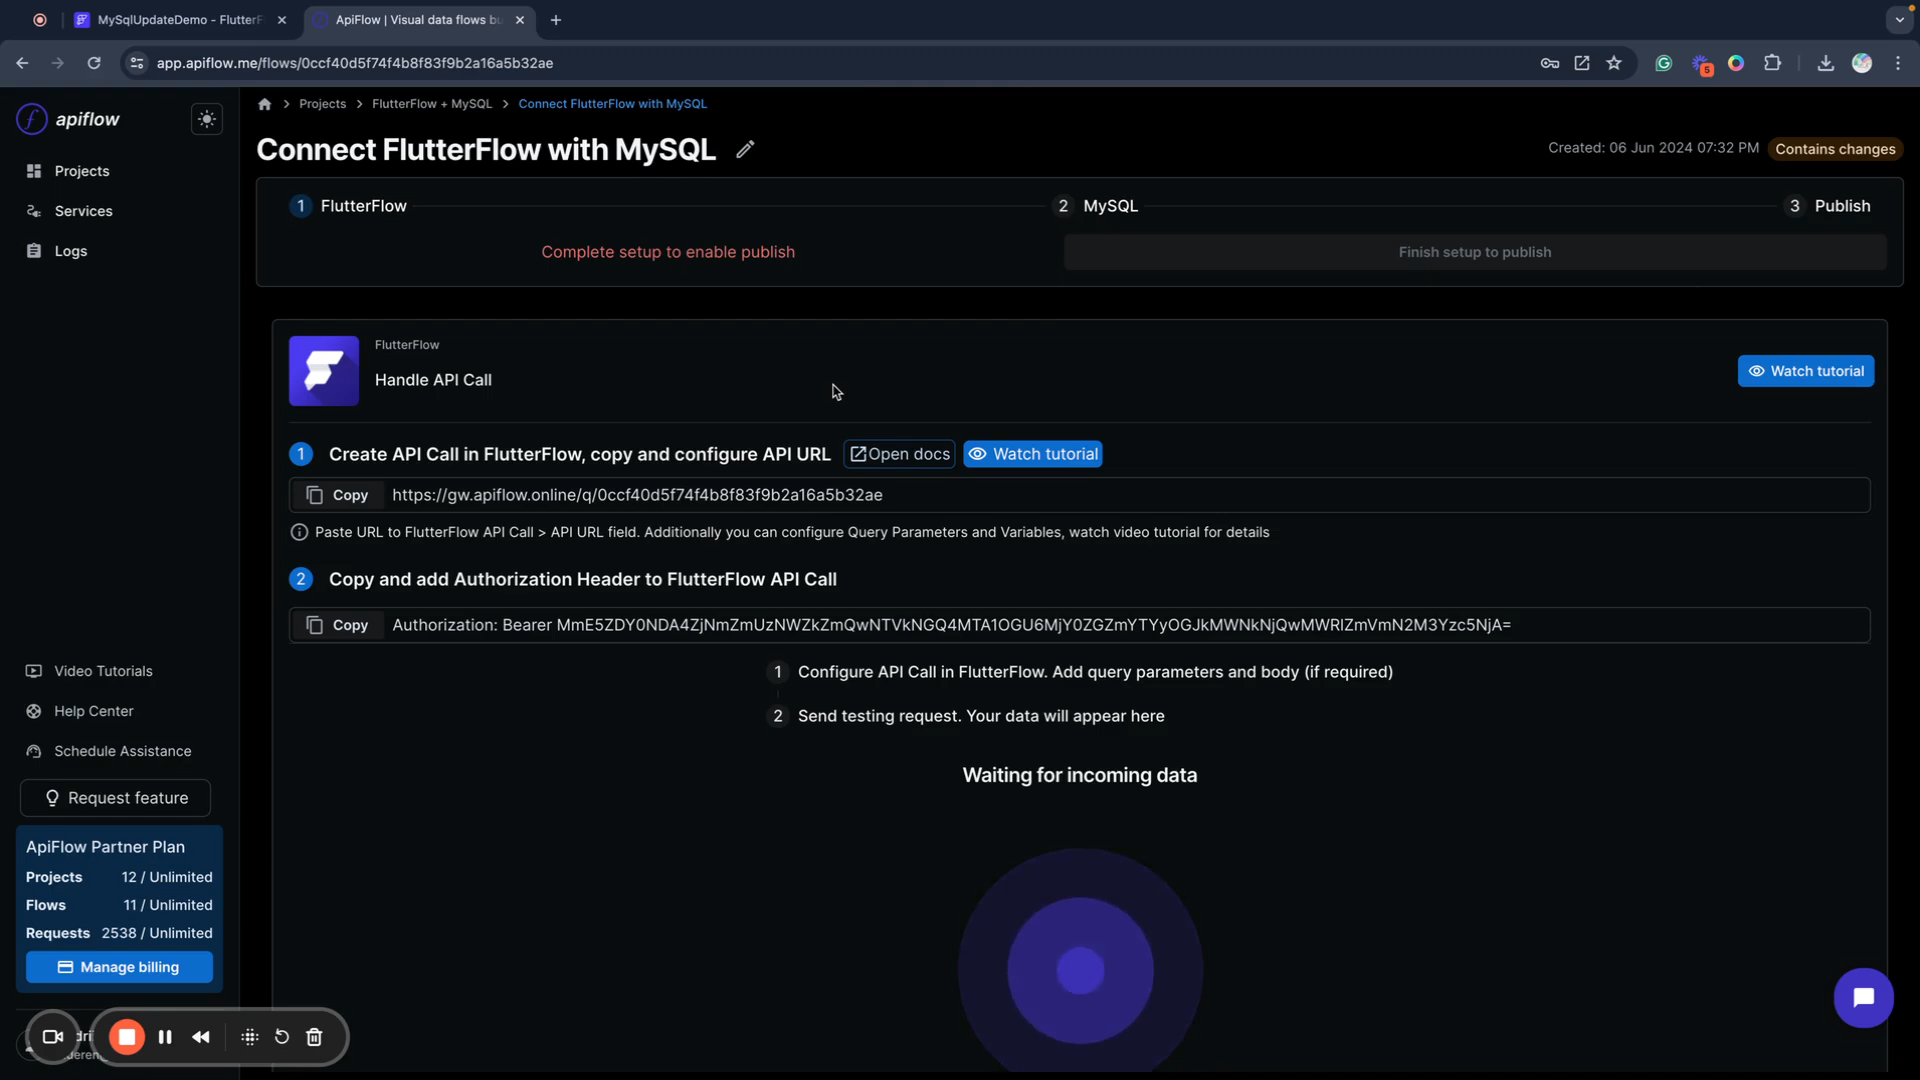 MySqlUpdateDemo - FlutterF
ApiFlow | Visual data flows bu
app.apiflow.me/flows/0ccf40d5f74f4b8f83f9b2a16a5b32ae
5
apiflow
Projects
Services
Logs
Projects > FlutterFlow + MySQL > Connect FlutterFlow with MySQL
Connect FlutterFlow with MySQL
Created: 06 Jun 2024 07:32 PM
Contains changes
1 FlutterFlow
2 MySQL
3 Publish
Complete setup to enable publish
Finish setup to publish
FlutterFlow
Handle API Call
Watch tutorial
1 Create API Call in FlutterFlow, copy and configure API URL
Open docs
Watch tutorial
Copy https://gw.apiflow.online/q/0ccf40d5f74f4b8f83f9b2a16a5b32ae
Paste URL to FlutterFlow API Call > API URL field. Additionally you can configure Query Parameters and Variables, watch video tutorial for details
2 Copy and add Authorization Header to FlutterFlow API Call
Copy Authorization: Bearer MmE5ZDY0NDA4ZjNmZmUzNWZkZmQwNTVkNGQ4MTA1OGU6MjY0ZGZmYTYyOGJkMWNkNjQwMWRlZmVmN2M3Yzc5NjA=
1 Configure API Call in FlutterFlow. Add query parameters and body (if required)
2 Send testing request. Your data will appear here
Waiting for incoming data
Video Tutorials
Help Center
Schedule Assistance
Request feature
ApiFlow Partner Plan
Projects 12 / Unlimited
Flows 11 / Unlimited
Requests 2538 / Unlimited
Manage billing